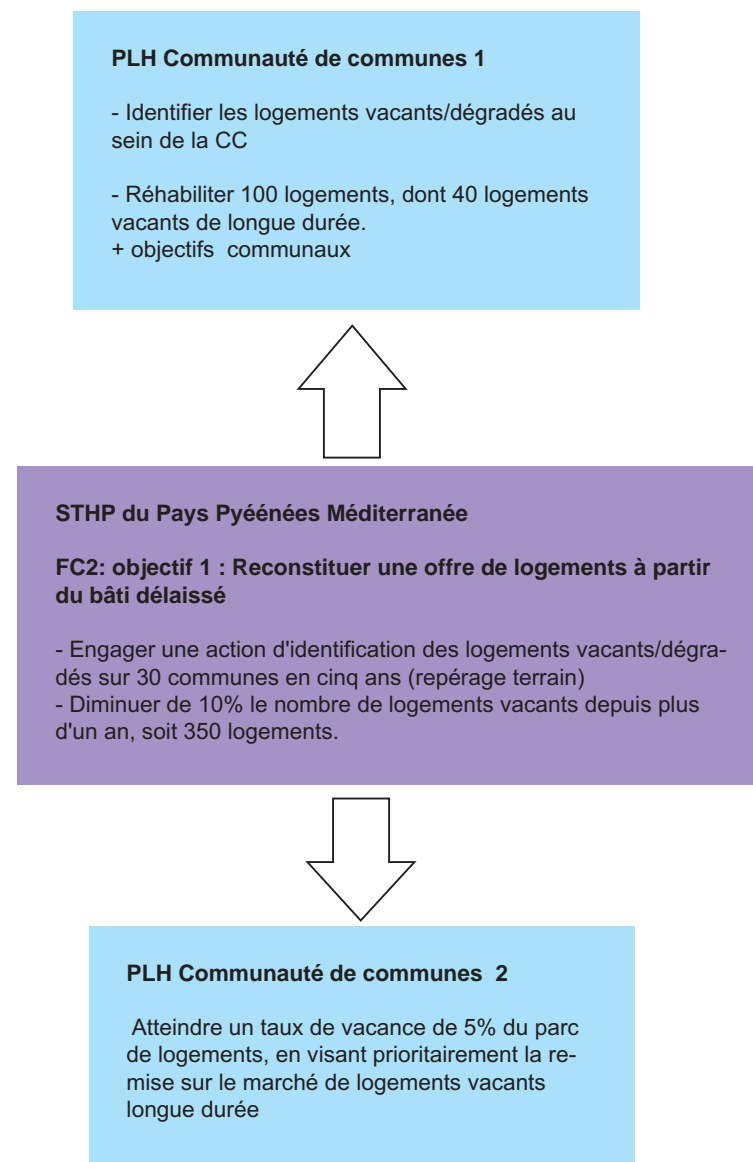 PLH Communauté de communes 1
- Identifier les logements vacants/dégradés au
sein de la CC
- Réhabiliter 100 logements, dont 40 logements
vacants de longue durée.
+ objectifs communaux
STHP du Pays Pyéénées Méditerranée
FC2: objectif 1 : Reconstituer une offre de logements à partir
du bâti délaissé
- Engager une action d'identification des logements vacants/dégra-
dés sur 30 communes en cinq ans (repérage terrain)
- Diminuer de 10% le nombre de logements vacants depuis plus
d'un an, soit 350 logements.
PLH Communauté de communes 2
Atteindre un taux de vacance de 5% du parc
de logements, en visant prioritairement la re-
mise sur le marché de logements vacants
longue durée